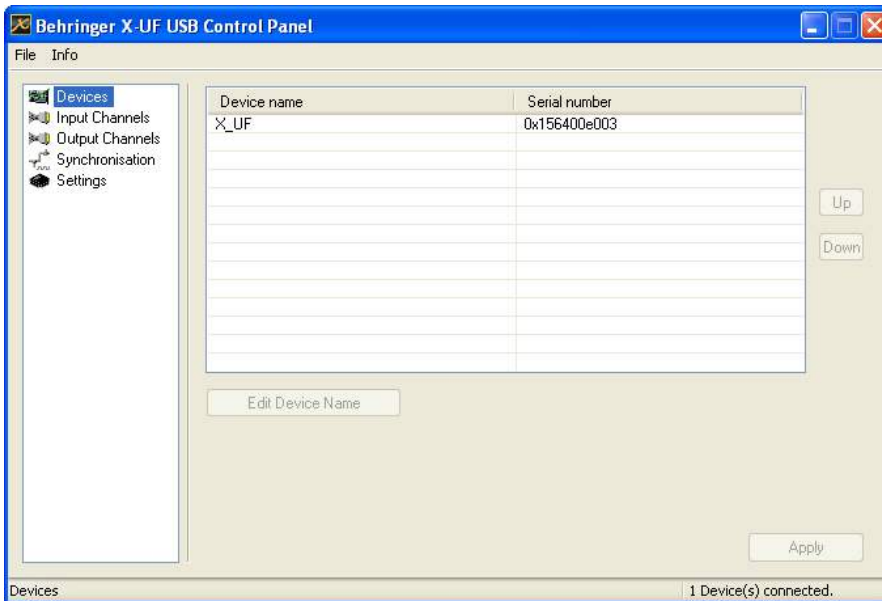 Behringer X-UF USB Control Panel
File Info
Devices
Input Channels
Output Channels
Synchronisation
Settings
Device name Serial number
X_UF 0x156400e003
Up
Down
Edit Device Name
Apply
Devices 1 Device(s) connected.